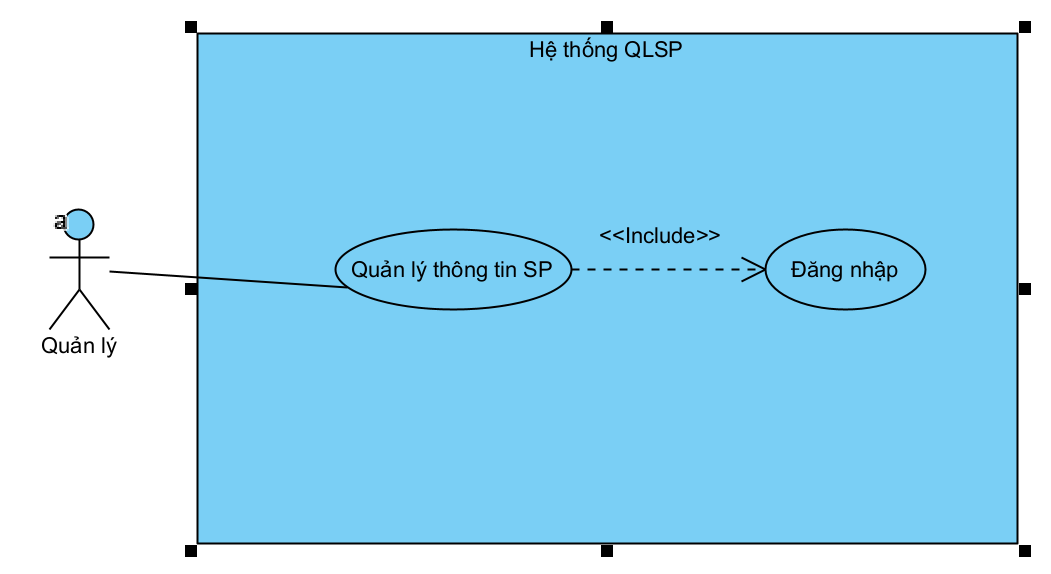 Hệ thống QLSP
a
<<Include>>
Quản lý thông tin SP
Đăng nhập
Quản lý